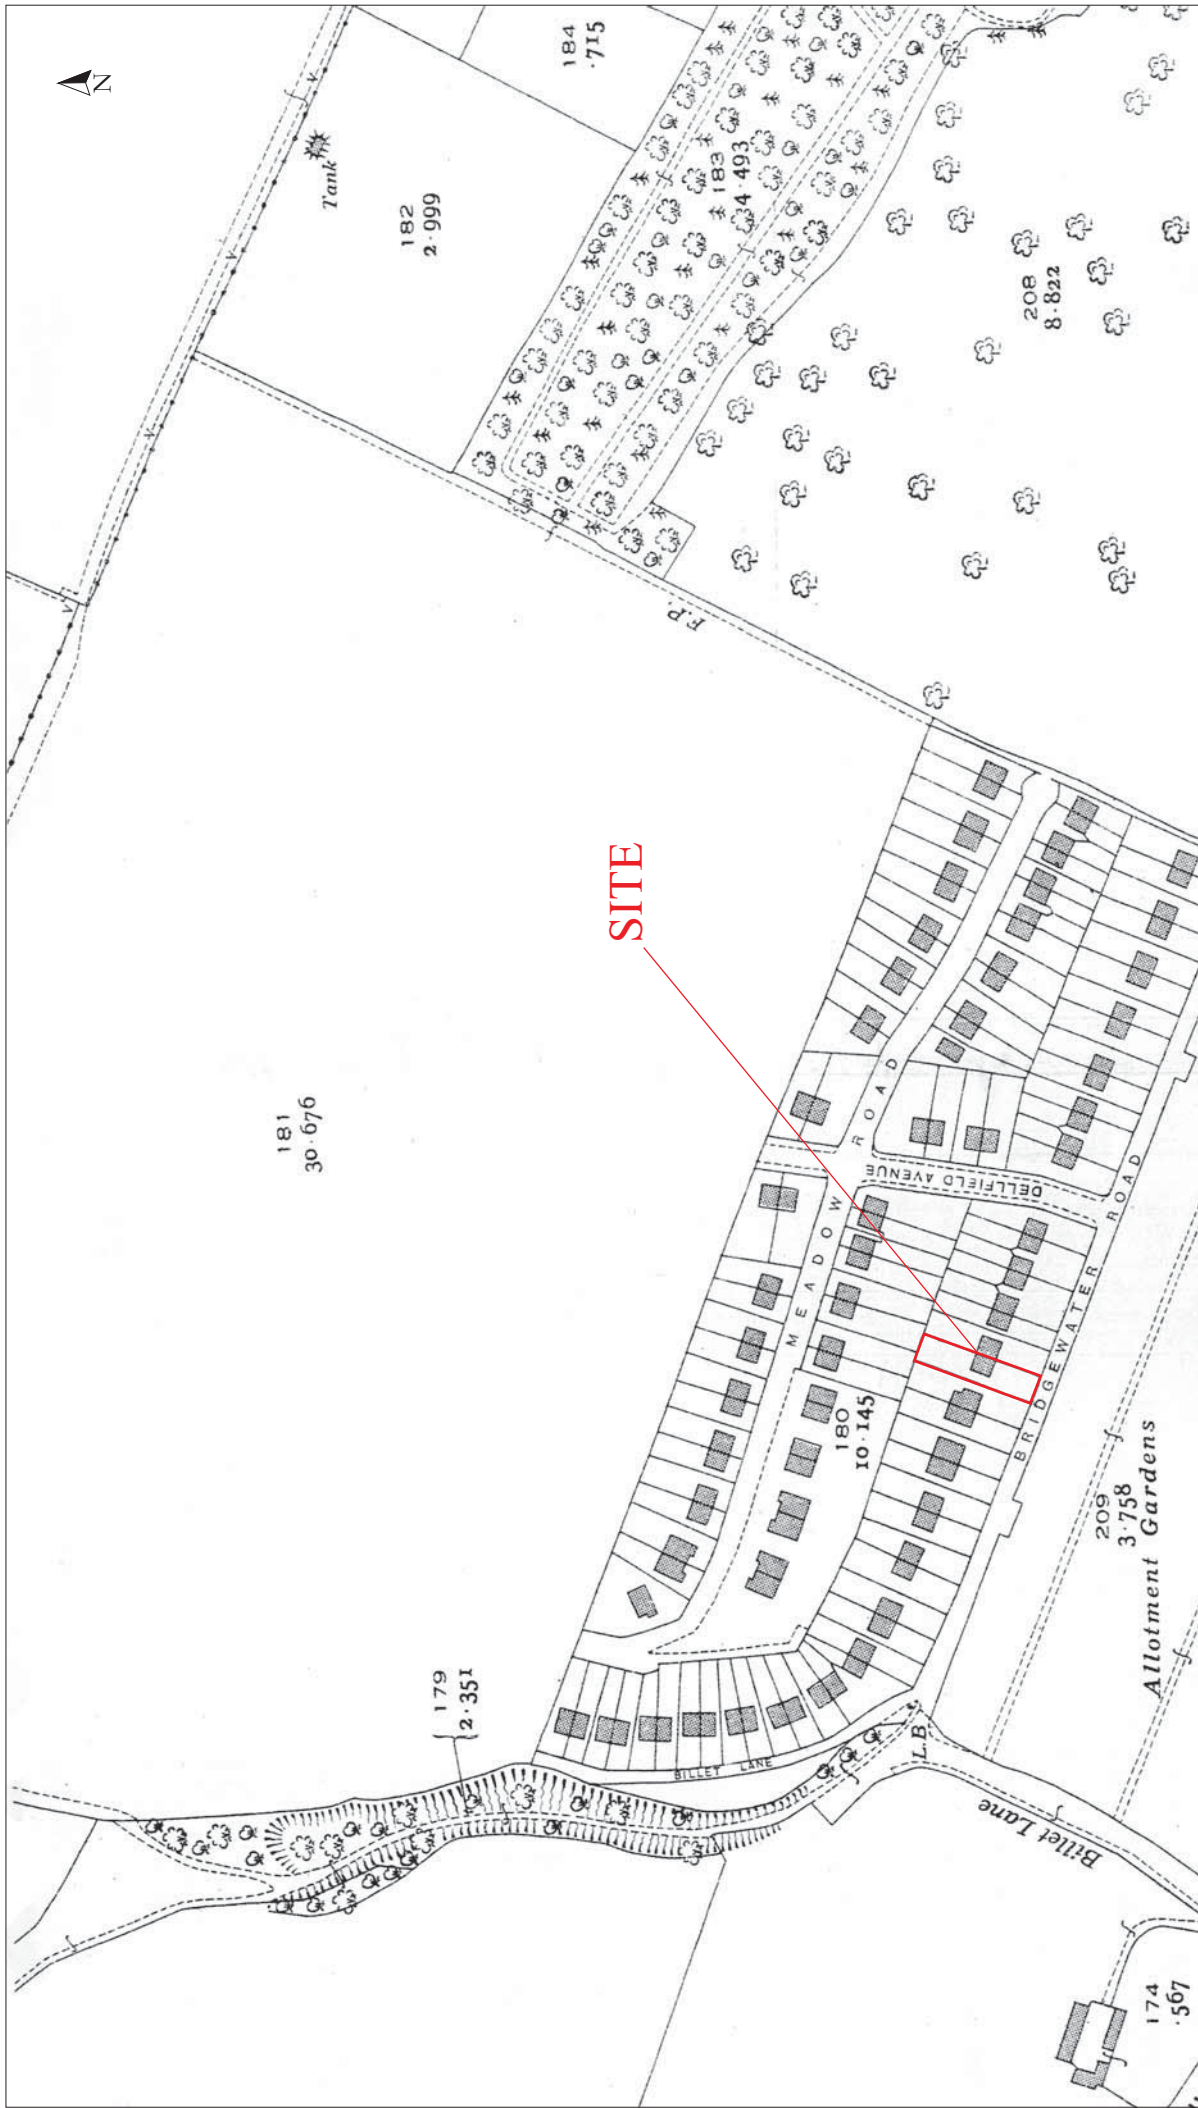 N
184
·715
Tank
182
2·999
183
4·493
208
8·822
F.P.
181
30·676
SITE
MEADOW ROAD
DELLFIELD AVENUE
BRIDGEWATER ROAD
180
10·145
209
3·758
Allotment Gardens
179
2·351
BILLET LANE
L.B
Billet Lane
174
·567